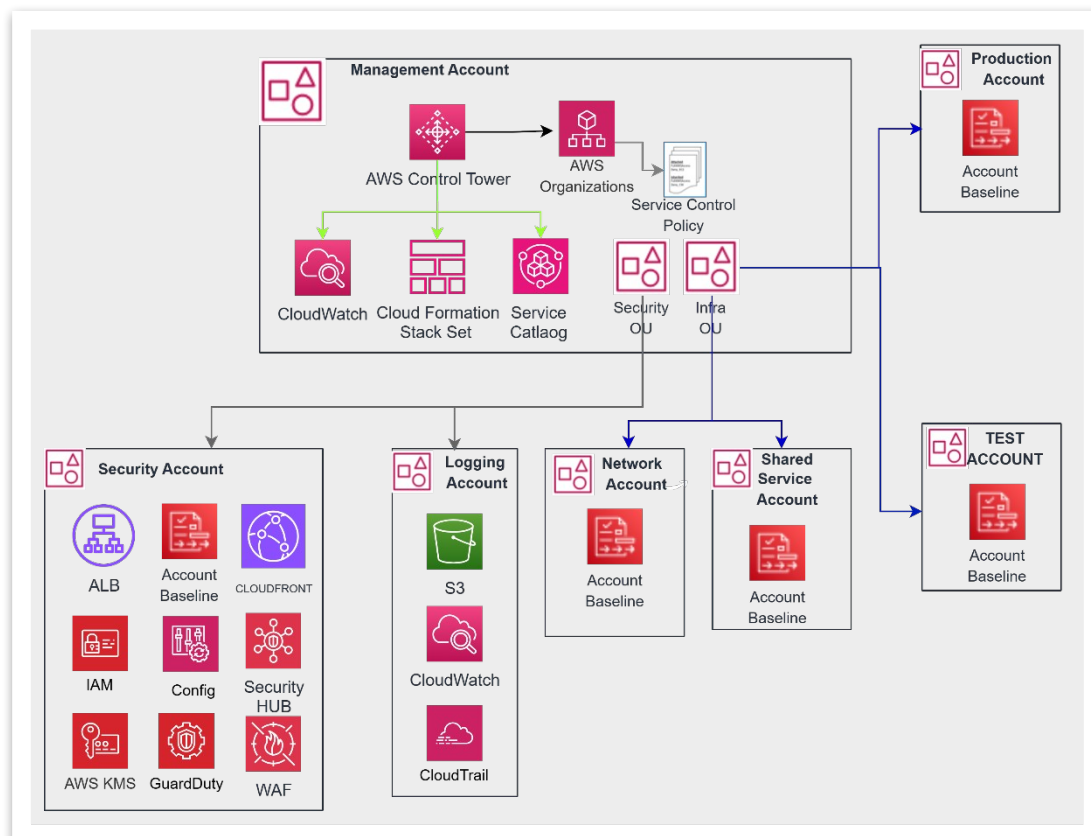 Management Account
AWS Control Tower
AWS
Organizations
Service Control
Policy
CloudWatch
Cloud Formation
Stack Set
Service
Catlaog
Security
OU
Infra
OU
Production
Account
Account
Baseline
Security Account
ALB
Account
Baseline
CLOUDFRONT
IAM
Config
Security
HUB
AWS KMS
GuardDuty
WAF
Logging
Account
S3
CloudWatch
CloudTrail
Network
Account
Account
Baseline
Shared
Service
Account
Account
Baseline
TEST
ACCOUNT
Account
Baseline